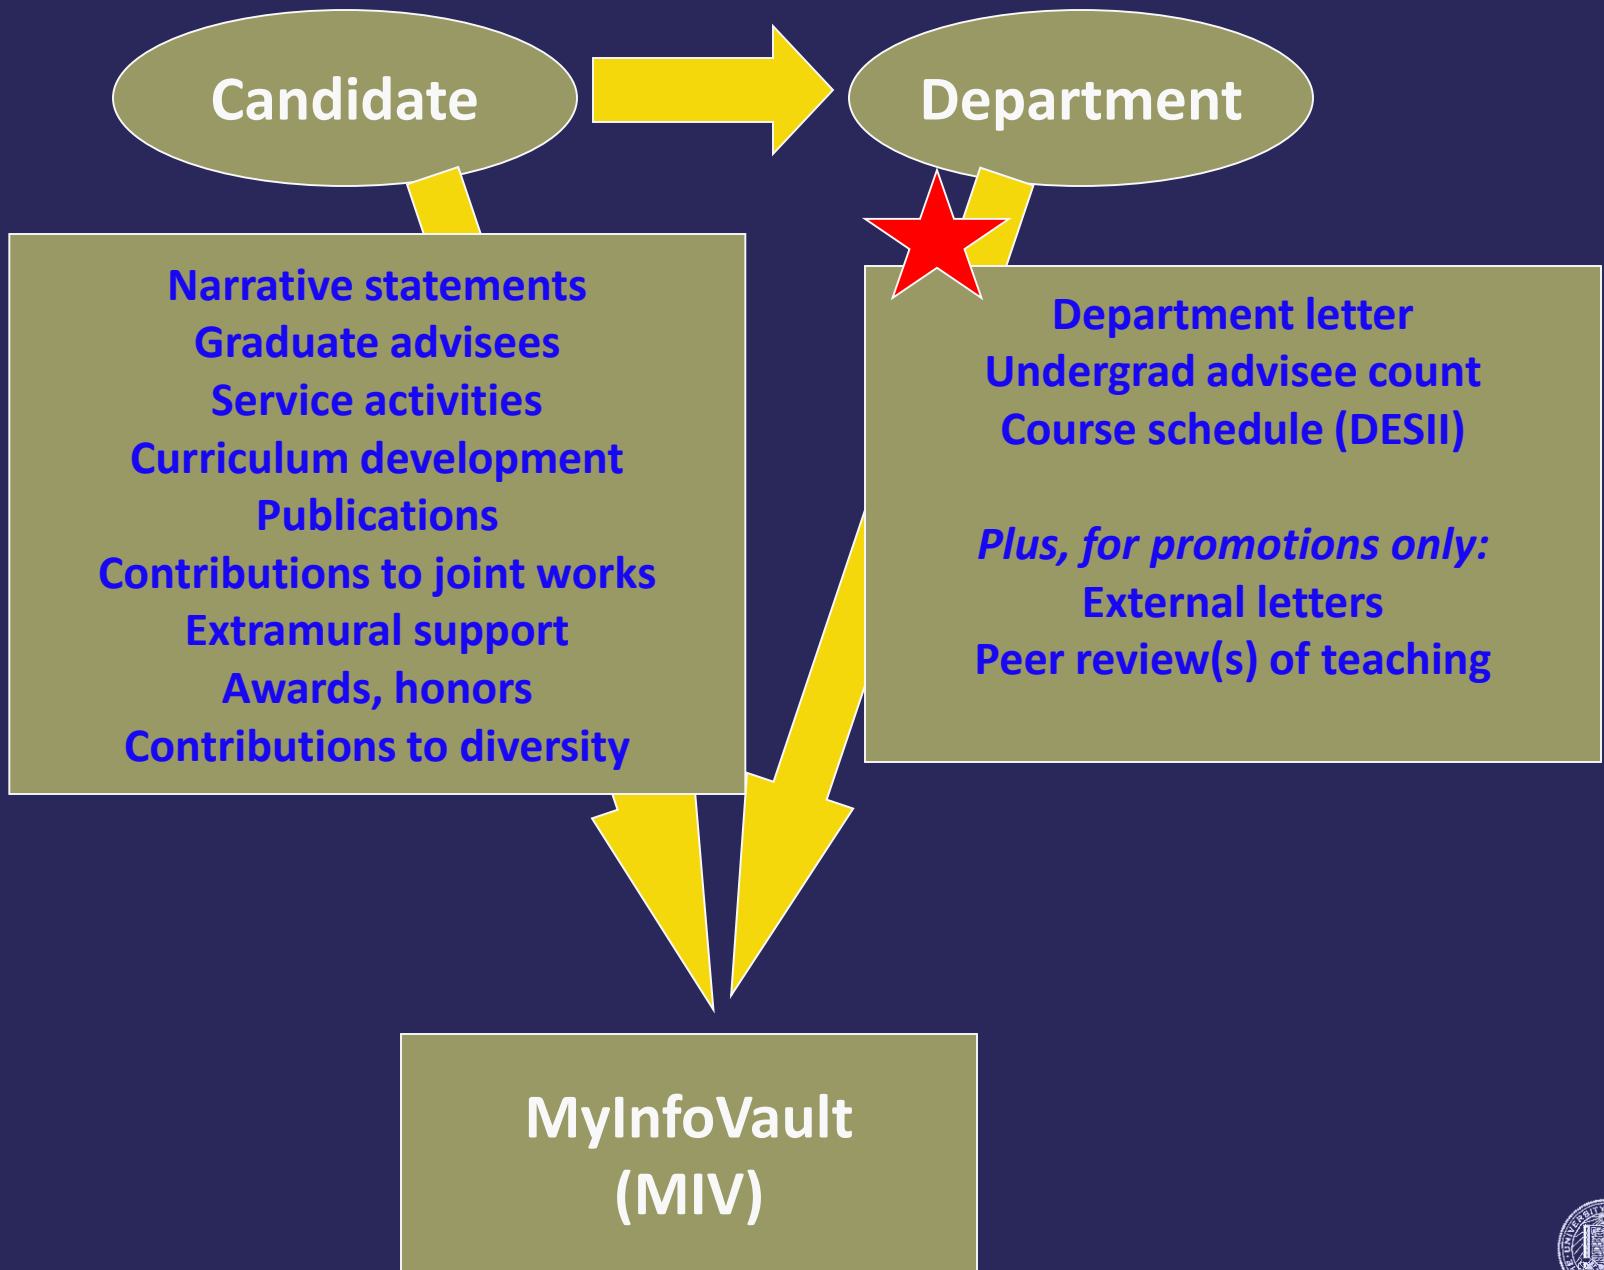 Candidate
Department
Narrative statements
Graduate advisees
Service activities
Curriculum development
Publications
Contributions to joint works
Extramural support
Awards, honors
Contributions to diversity
Department letter
Undergrad advisee count
Course schedule (DESII)
Plus, for promotions only:
External letters
Peer review(s) of teaching
MyInfoVault
(MIV)